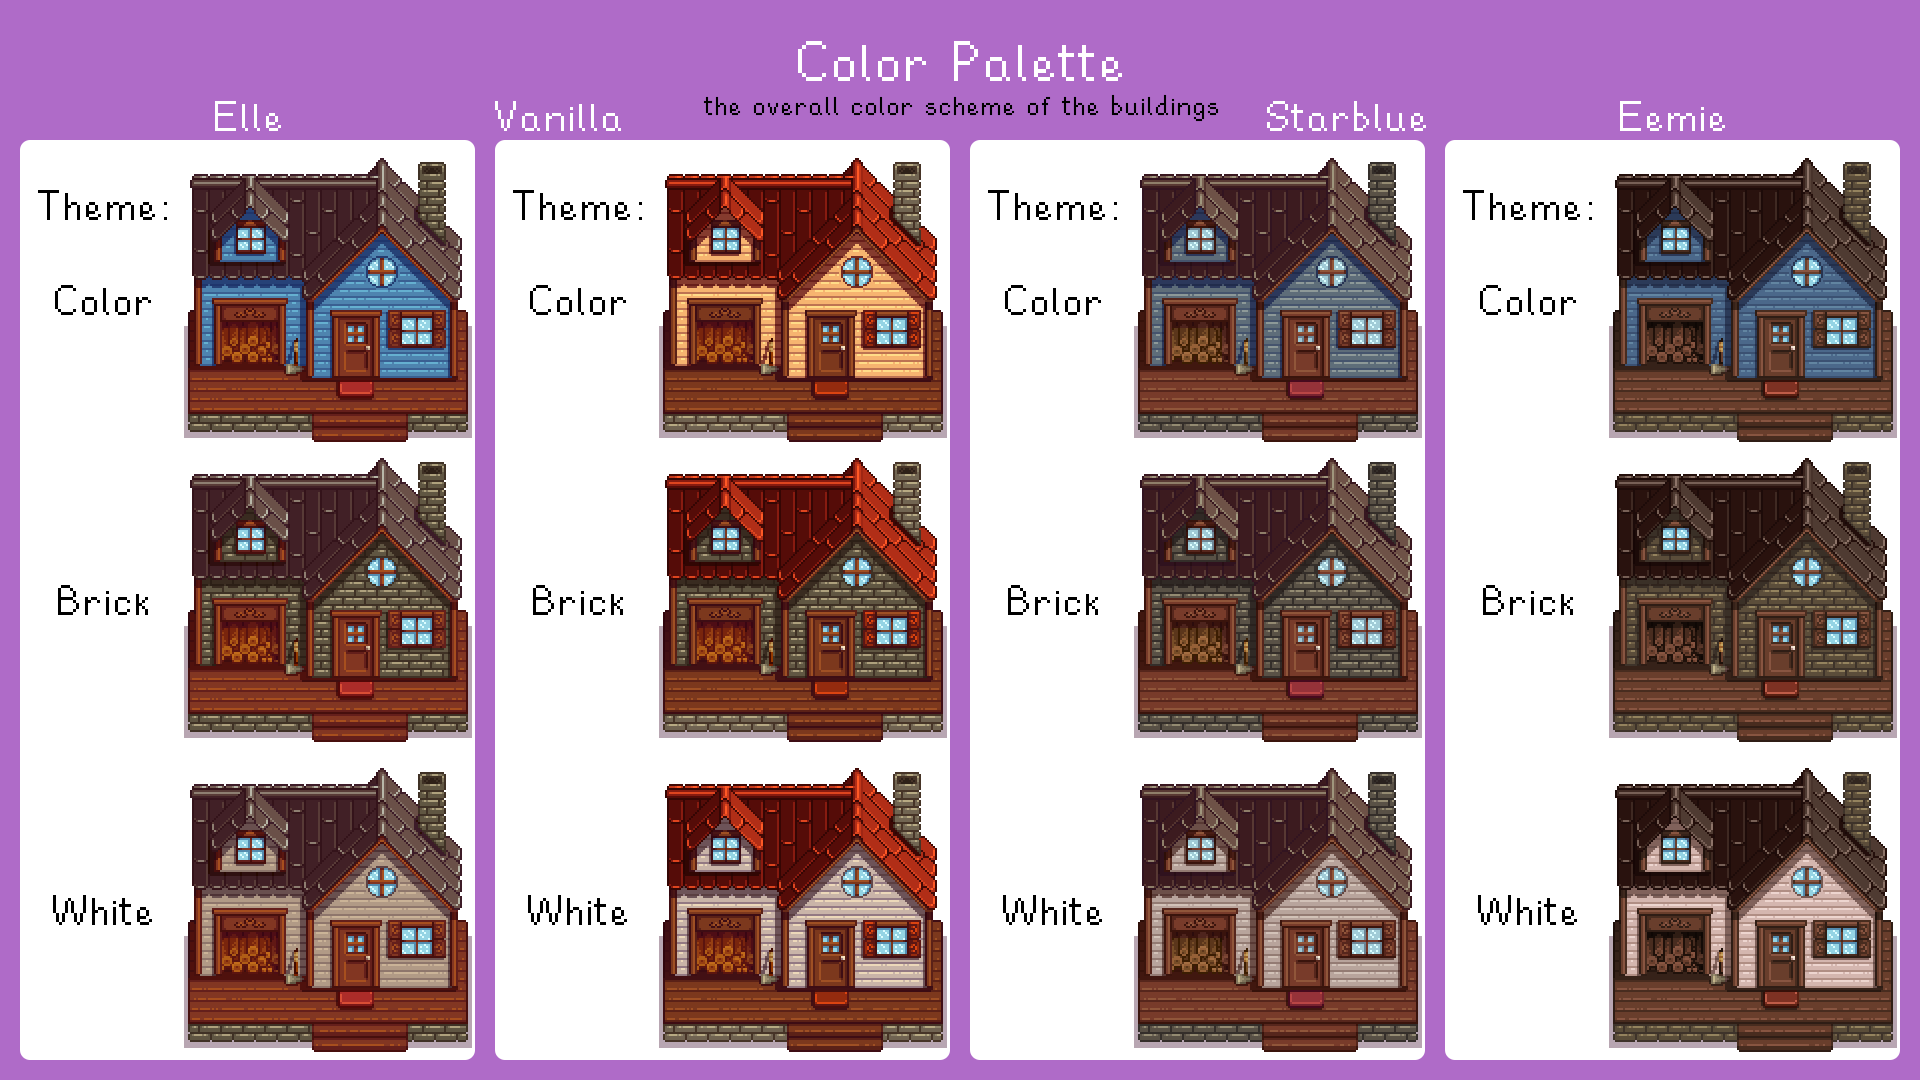 Color Palette
the overall color scheme of the buildings
Elle
Vanilla
Starblue
Eemie
Theme:
Color
Brick
White
Theme:
Color
Brick
White
Theme:
Color
Brick
White
Theme:
Color
Brick
White